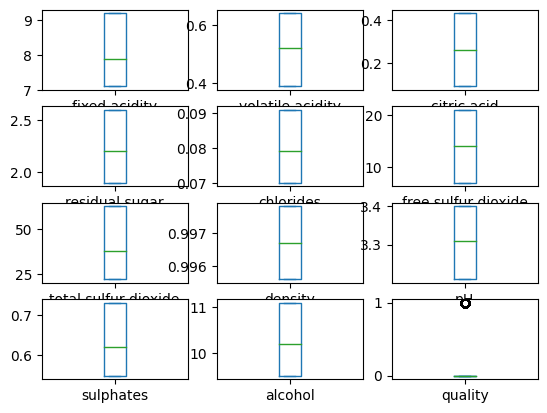 9
8
7
fixed acidity
0.6
0.4
volatile acidity
0.4
0.2
citric acid
2.5
2.0
residual sugar
0.09
0.08
0.07
chlorides
20
10
free sulfur dioxide
50
25
total sulfur dioxide
0.997
0.996
density
3.4
3.3
pH
0.7
0.6
sulphates
11
10
alcohol
1
0
quality